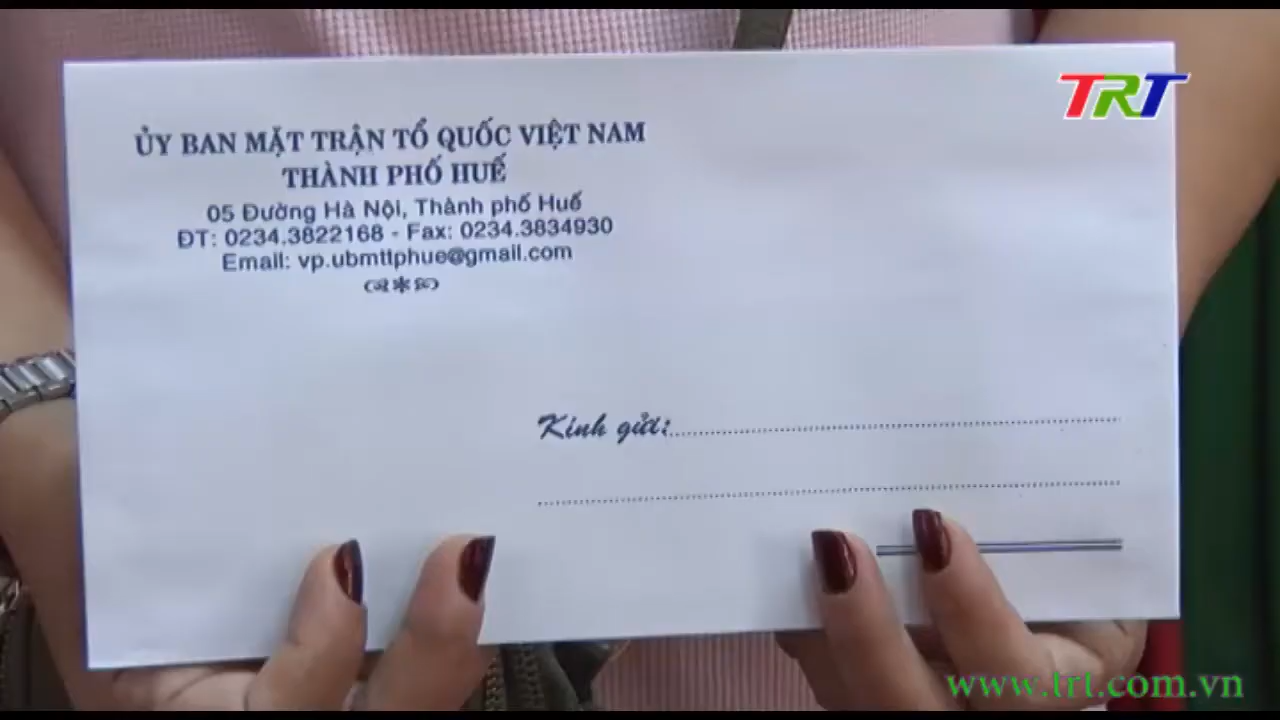 TRT
ỦY BAN MẶT TRẬN TỔ QUỐC VIỆT NAM
THÀNH PHỐ HUẾ
05 Đường Hà Nội, Thành phố Huế
ĐT: 0234.3822168 - Fax: 0234.3834930
Email: vp.ubmttphue@gmail.com
Kính gửi:
www.trt.com.vn